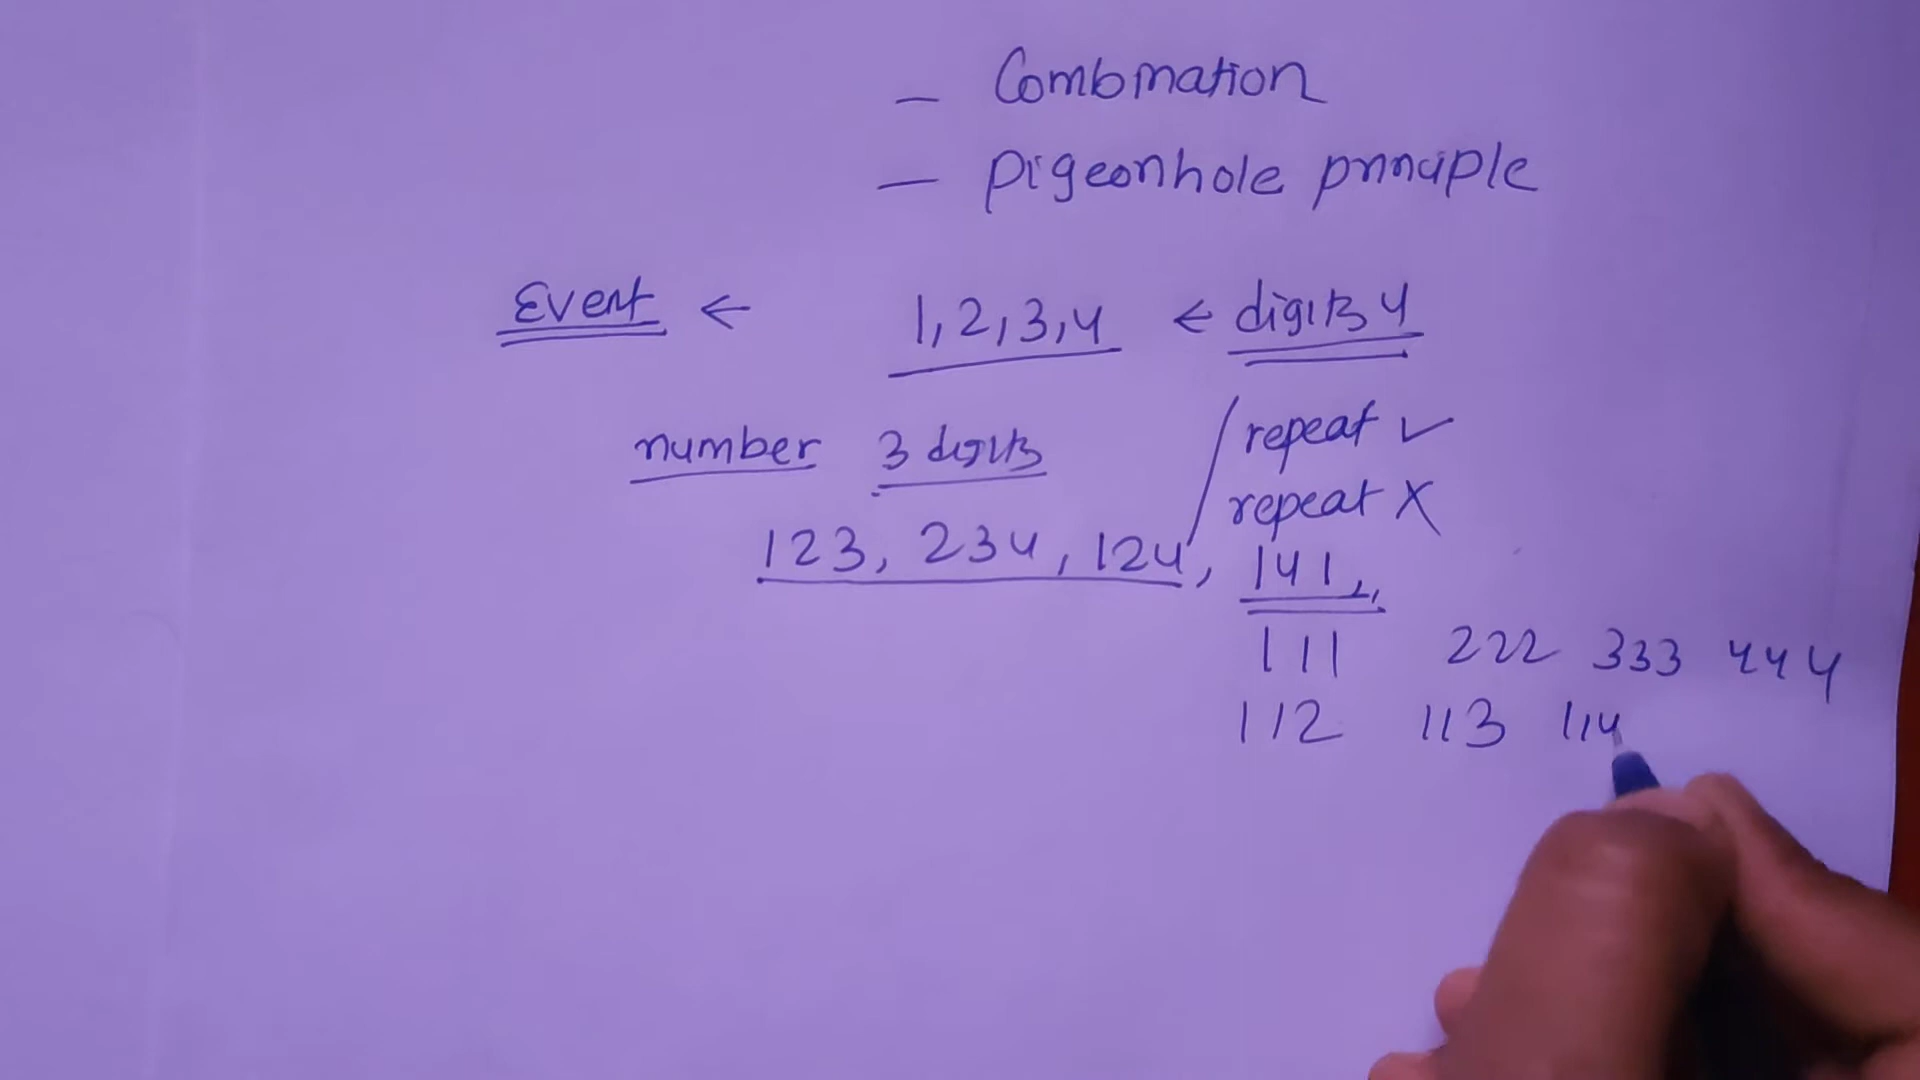 – Combination
– pigeonhole principle
Event ← 1,2,3,4 ← digits 4
number 3 digits / repeat ✓
repeat X
123, 234, 124, 141,
111 222 333 444
112 113 114